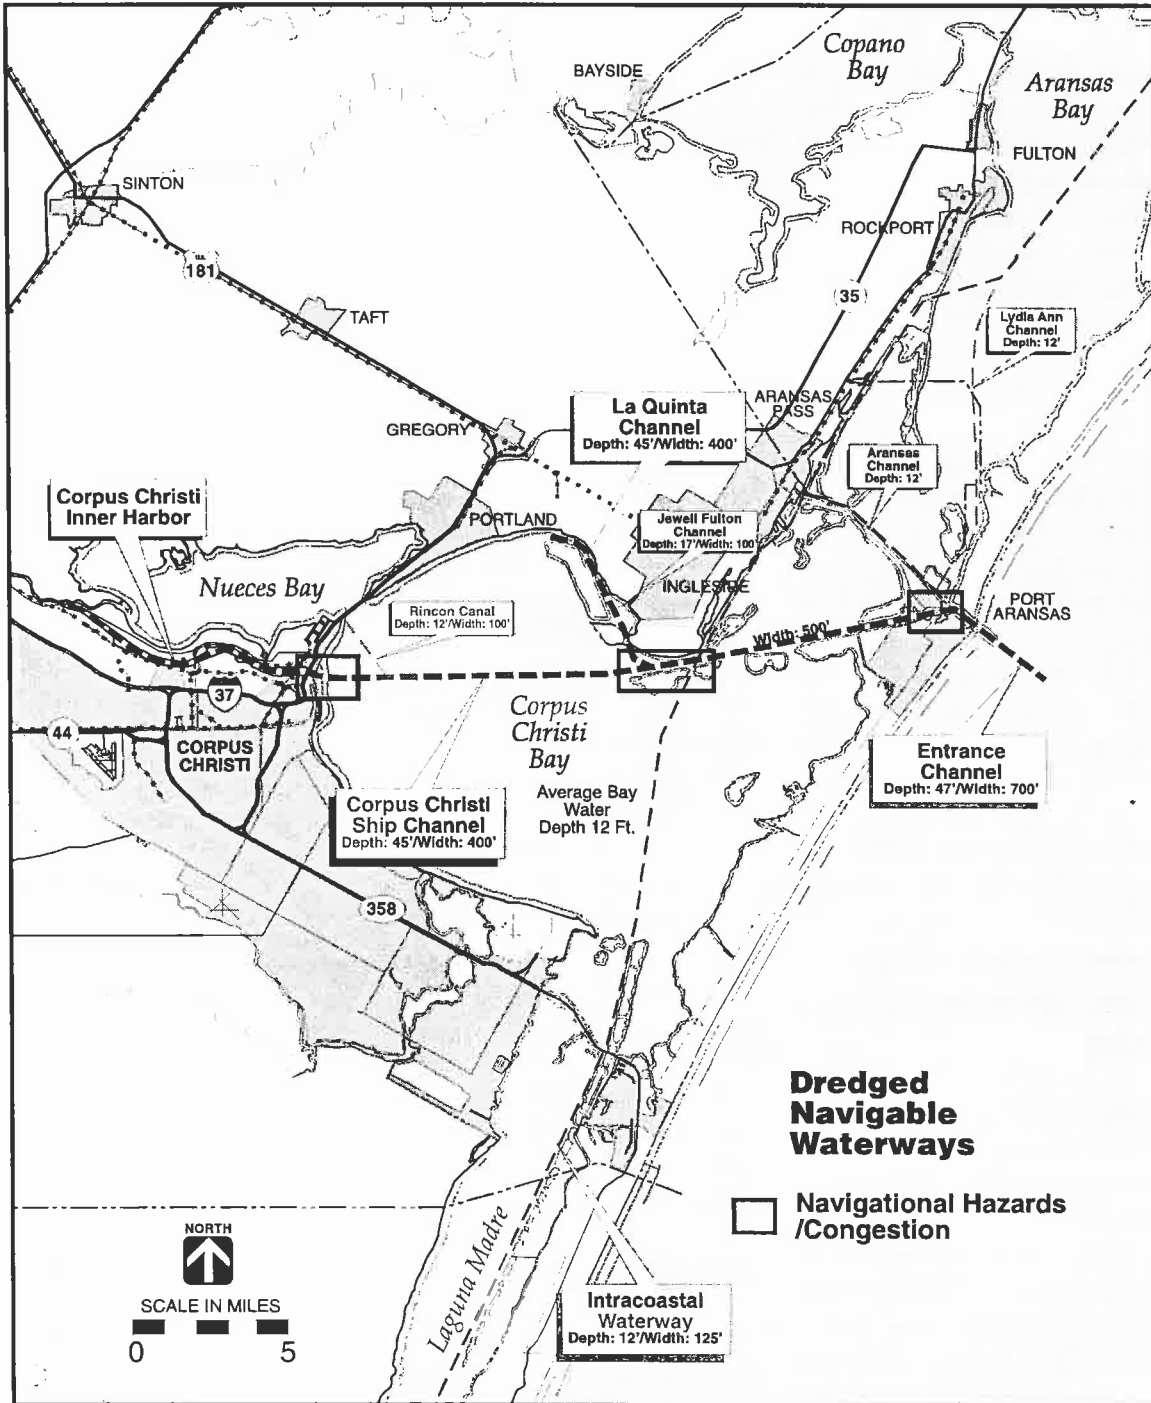 Copano
Bay
Aransas
Bay
BAYSIDE
FULTON
SINTON
ROCKPORT
U.S.
181
35
TAFT
Lydia Ann
Channel
Depth: 12'
La Quinta
Channel
Depth: 45'/Width: 400'
ARANSAS
PASS
GREGORY
Aransas
Channel
Depth: 12'
Corpus Christi
Inner Harbor
PORTLAND
Jewell Fulton
Channel
Depth: 17'/Width: 100'
Nueces Bay
INGLESIDE
Rincon Canal
Depth: 12'/Width: 100'
PORT
ARANSAS
Width: 500'
37
44
CORPUS
CHRISTI
Corpus
Christi
Bay
Average Bay
Water
Depth 12 Ft.
Entrance
Channel
Depth: 47'/Width: 700'
Corpus Christi
Ship Channel
Depth: 45'/Width: 400'
358
Dredged
Navigable
Waterways
Navigational Hazards
/Congestion
Laguna Madre
NORTH
SCALE IN MILES
0 5
Intracoastal
Waterway
Depth: 12'/Width: 125'